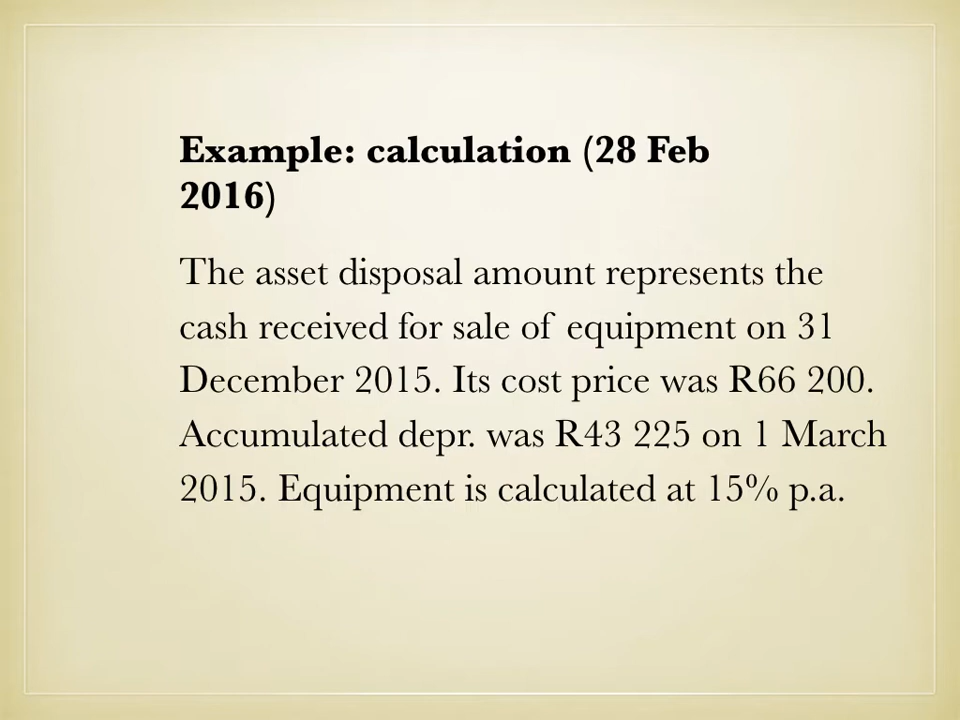 Example: calculation (28 Feb
2016)
The asset disposal amount represents the
cash received for sale of equipment on 31
December 2015. Its cost price was R66 200.
Accumulated depr. was R43 225 on 1 March
2015. Equipment is calculated at 15% p.a.